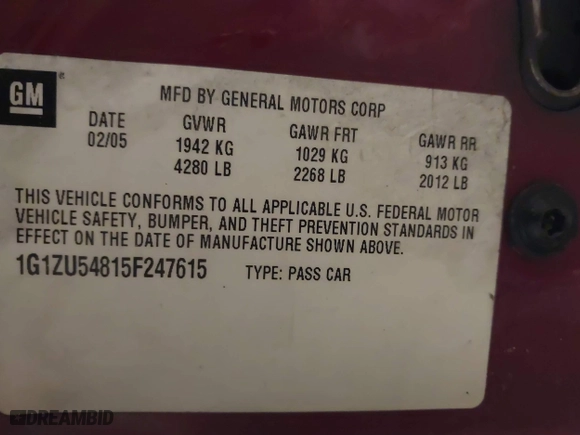 GM
MFD BY GENERAL MOTORS CORP
DATE GVWR GAWR FRT GAWR RR
02/05 1942 KG 1029 KG 913 KG
4280 LB 2268 LB 2012 LB
THIS VEHICLE CONFORMS TO ALL APPLICABLE U.S. FEDERAL MOTOR
VEHICLE SAFETY, BUMPER, AND THEFT PREVENTION STANDARDS IN
EFFECT ON THE DATE OF MANUFACTURE SHOWN ABOVE.
1G1ZU54815F247615 TYPE: PASS CAR
DREAMBID